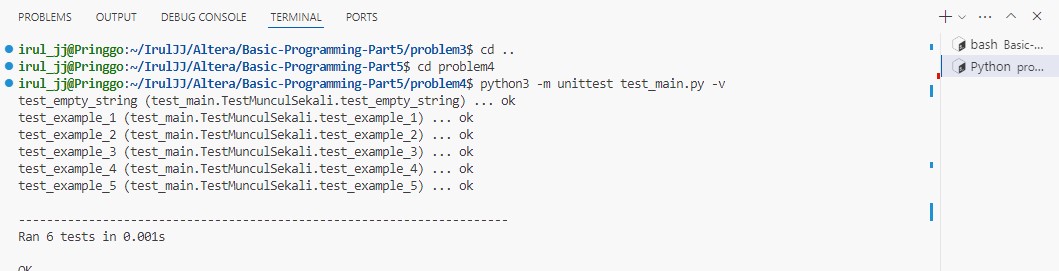 PROBLEMS OUTPUT DEBUG CONSOLE TERMINAL PORTS
irul_jj@Pringgo:~/IrulJJ/Altera/Basic-Programming-Part5/problem3$ cd ..
irul_jj@Pringgo:~/IrulJJ/Altera/Basic-Programming-Part5$ cd problem4
irul_jj@Pringgo:~/IrulJJ/Altera/Basic-Programming-Part5/problem4$ python3 -m unittest test_main.py -v
test_empty_string (test_main.TestMunculSekali.test_empty_string) ... ok
test_example_1 (test_main.TestMunculSekali.test_example_1) ... ok
test_example_2 (test_main.TestMunculSekali.test_example_2) ... ok
test_example_3 (test_main.TestMunculSekali.test_example_3) ... ok
test_example_4 (test_main.TestMunculSekali.test_example_4) ... ok
test_example_5 (test_main.TestMunculSekali.test_example_5) ... ok
----------------------------------------------------------------------
Ran 6 tests in 0.001s
OK
bash Basic-...
Python pro...